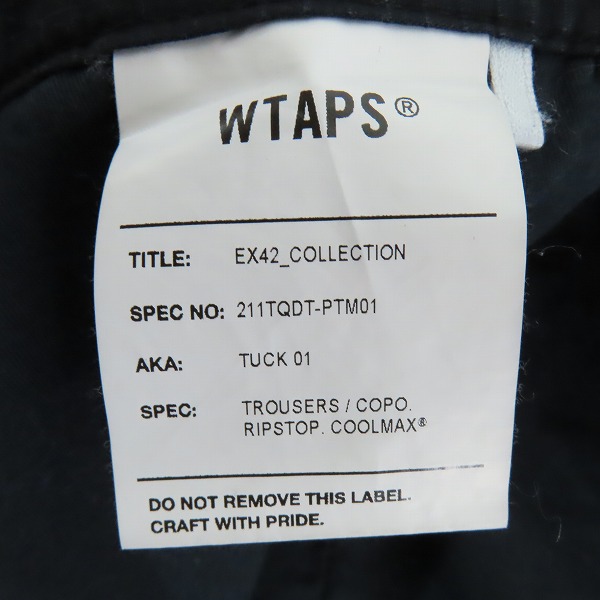 WTAPS®
TITLE: EX42_COLLECTION
SPEC NO: 211TQDT-PTM01
AKA: TUCK 01
SPEC: TROUSERS / COPO.
RIPSTOP. COOLMAX®
DO NOT REMOVE THIS LABEL.
CRAFT WITH PRIDE.